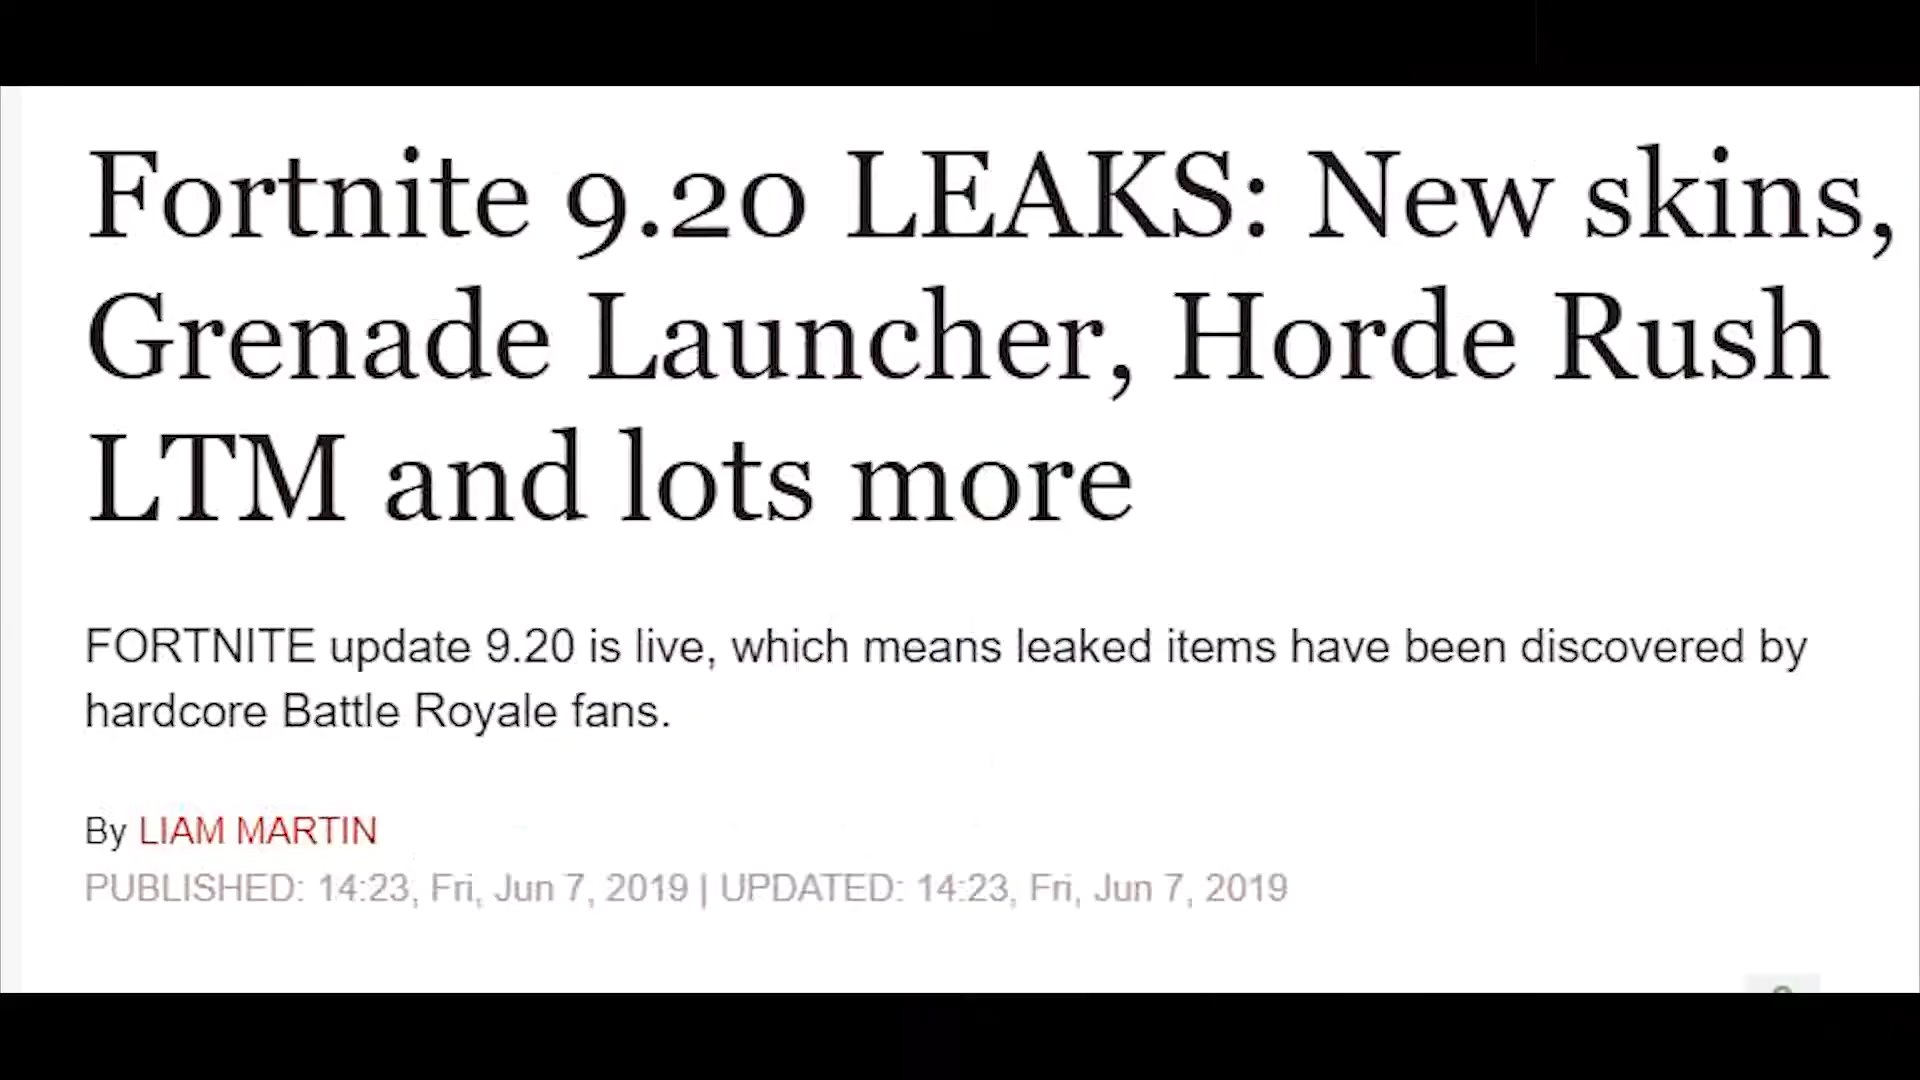 Fortnite 9.20 LEAKS: New skins,
Grenade Launcher, Horde Rush
LTM and lots more
FORTNITE update 9.20 is live, which means leaked items have been discovered by
hardcore Battle Royale fans.
By LIAM MARTIN
PUBLISHED: 14:23, Fri, Jun 7, 2019 | UPDATED: 14:23, Fri, Jun 7, 2019